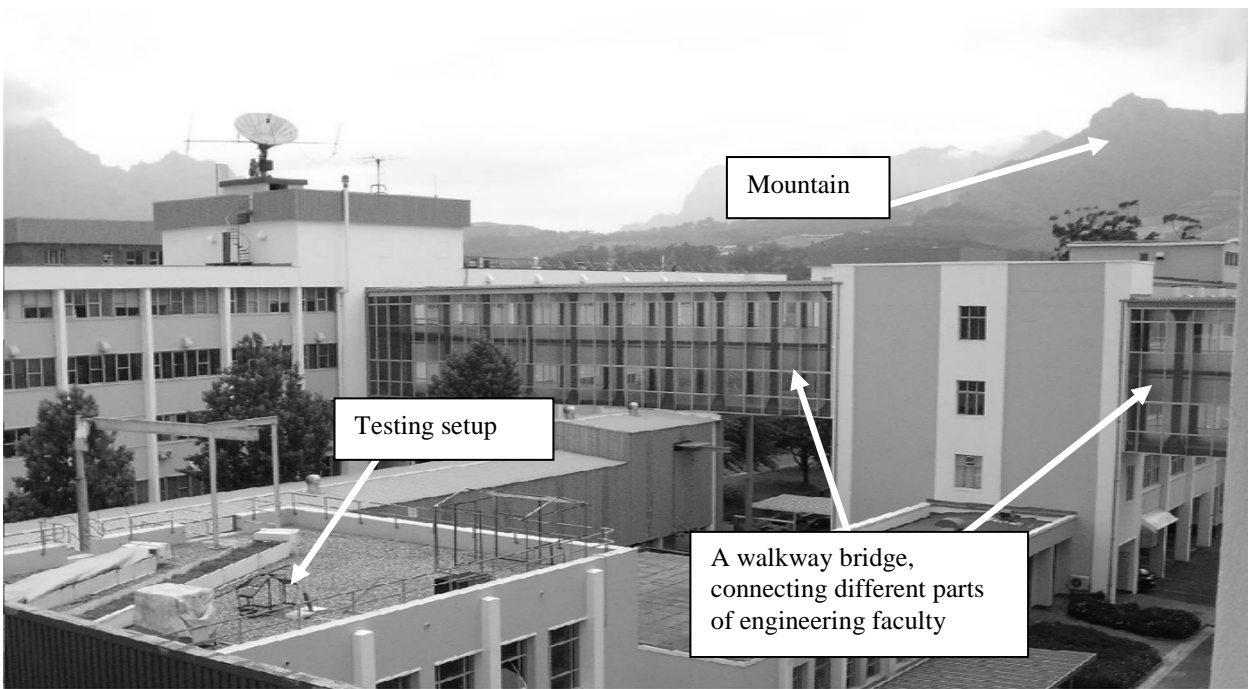 Mountain
Testing setup
A walkway bridge,
connecting different parts
of engineering faculty